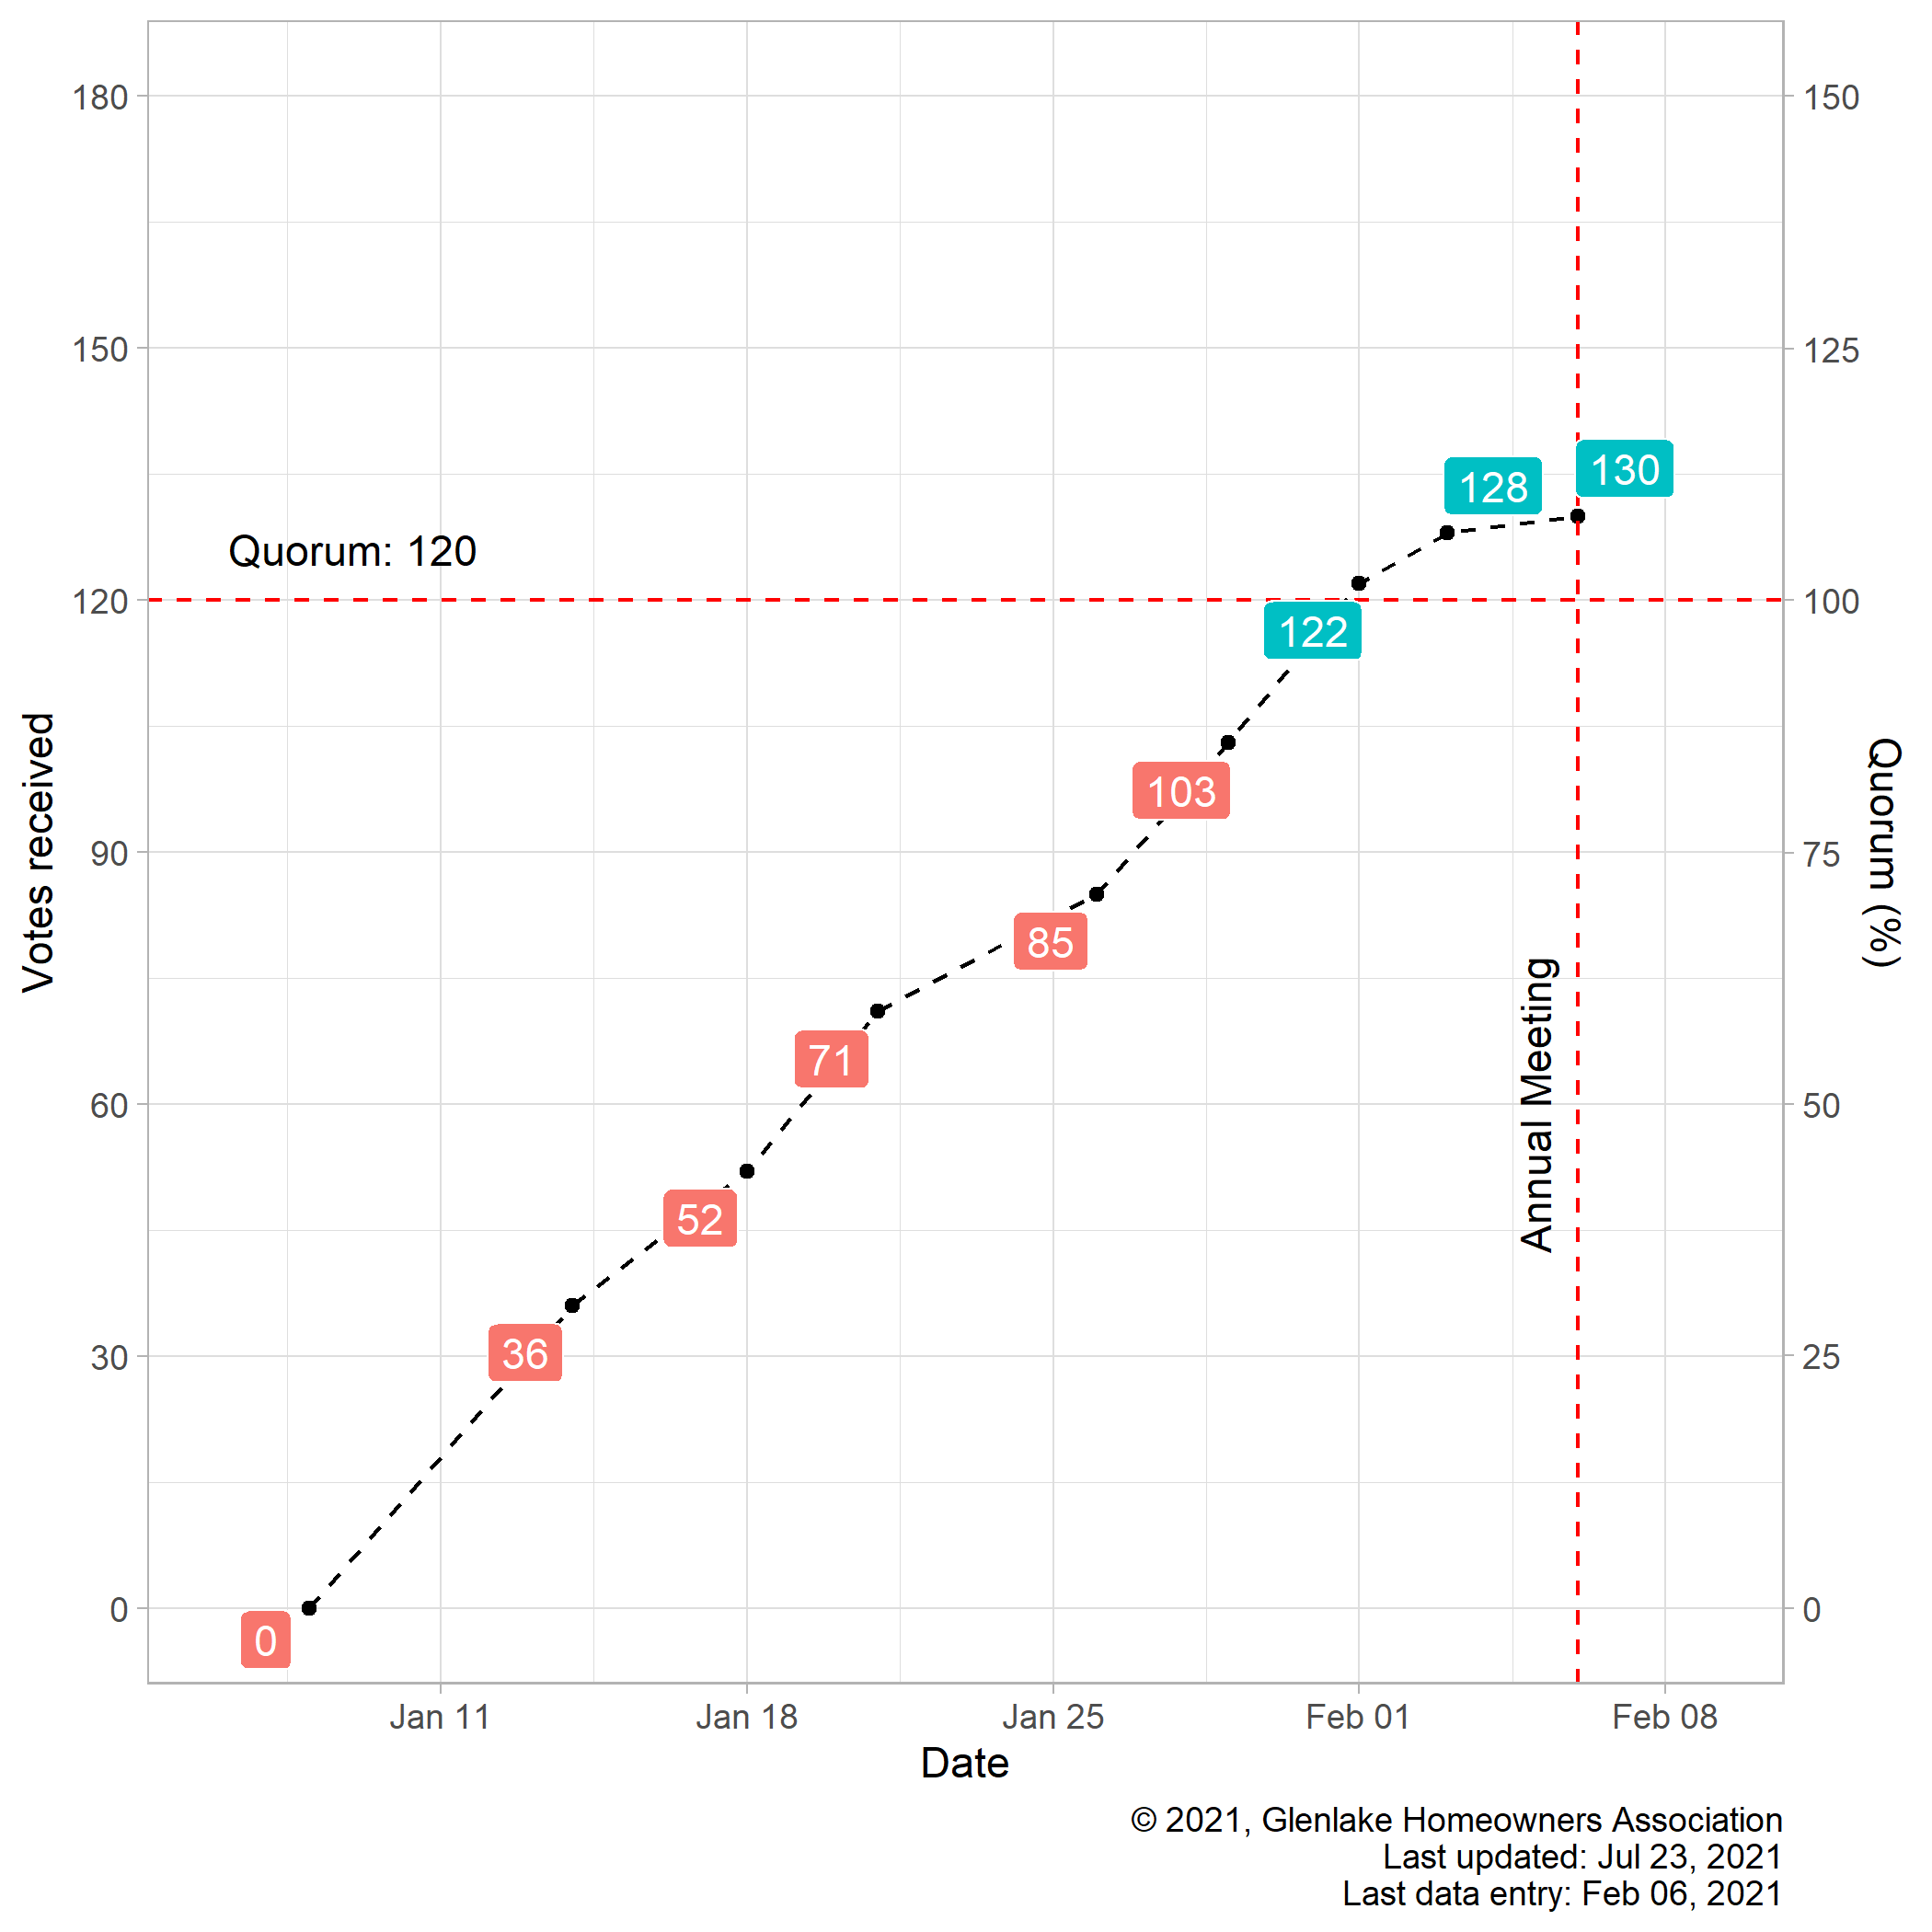 180
150
120
90
60
30
0
Votes received
150
125
100
75
50
25
0
Quorum (%)
Quorum: 120
Annual Meeting
0
36
52
71
85
103
122
128
130
Jan 11
Jan 18
Jan 25
Feb 01
Feb 08
Date
© 2021, Glenlake Homeowners Association
Last updated: Jul 23, 2021
Last data entry: Feb 06, 2021